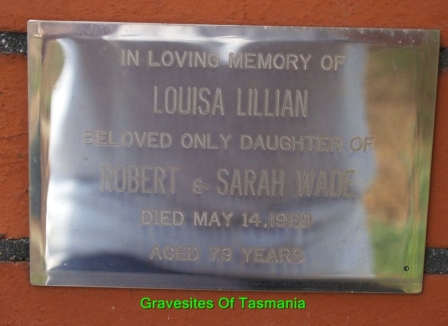 IN LOVING MEMORY OF
LOUISA LILLIAN
BELOVED ONLY DAUGHTER OF
ROBERT & SARAH WADE
DIED MAY 14.
AGED 79 YEARS
Gravesites Of Tasmania